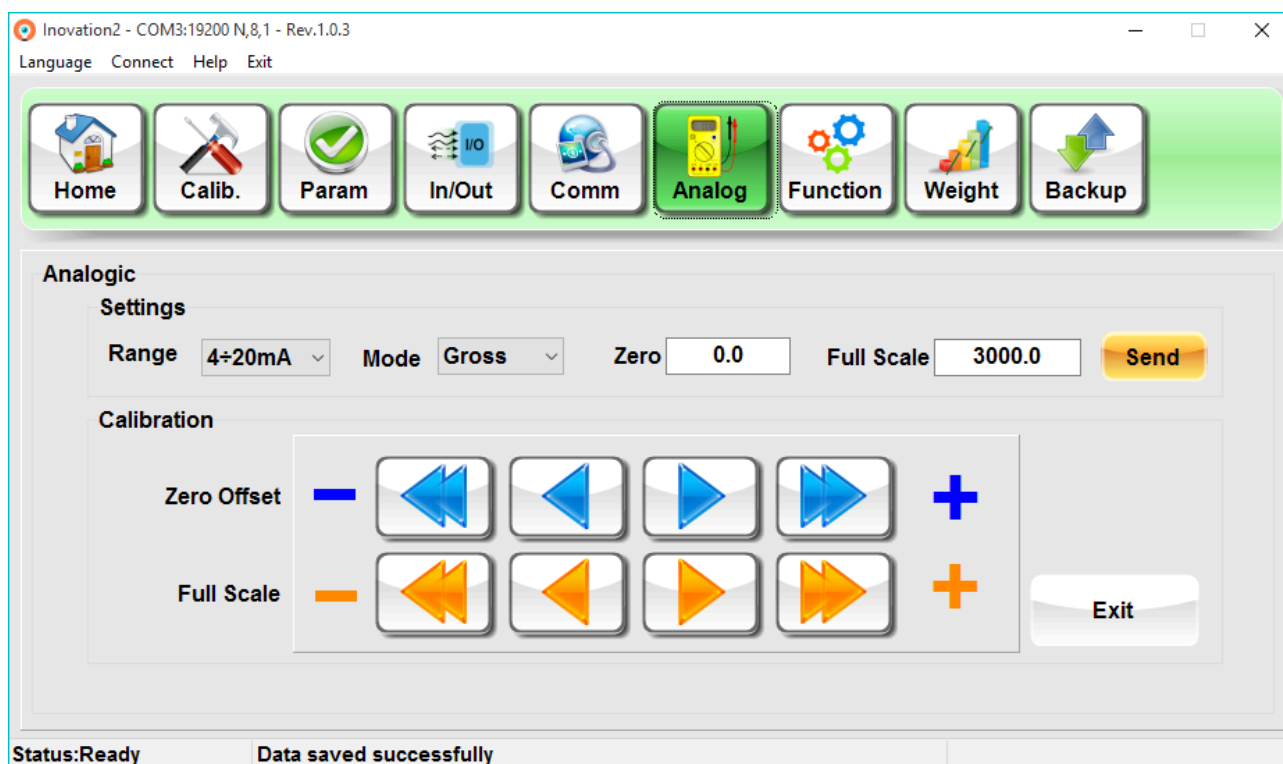 Inovation2 - COM3:19200 N,8,1 - Rev.1.0.3
Language Connect Help Exit
I/O
Home Calib. Param In/Out Comm Analog Function Weight Backup
Analogic
Settings
Range 4÷20mA Mode Gross Zero 0.0 Full Scale 3000.0 Send
Calibration
Zero Offset
Full Scale
Exit
Status:Ready Data saved successfully